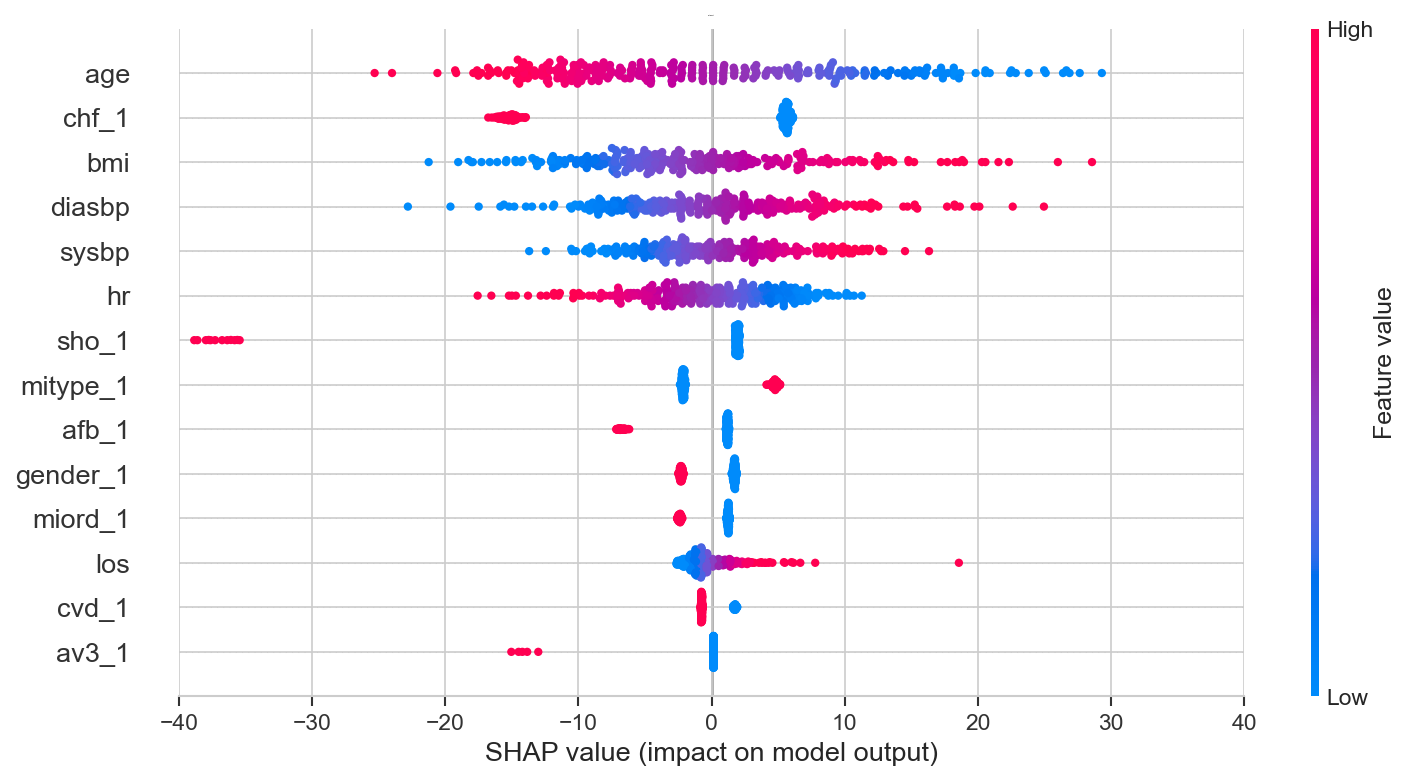 High
age
chf_1
bmi
diasbp
sysbp
hr
sho_1
mitype_1
afb_1
gender_1
miord_1
los
cvd_1
av3_1
Feature value
Low
−40 −30 −20 −10 0 10 20 30 40
SHAP value (impact on model output)